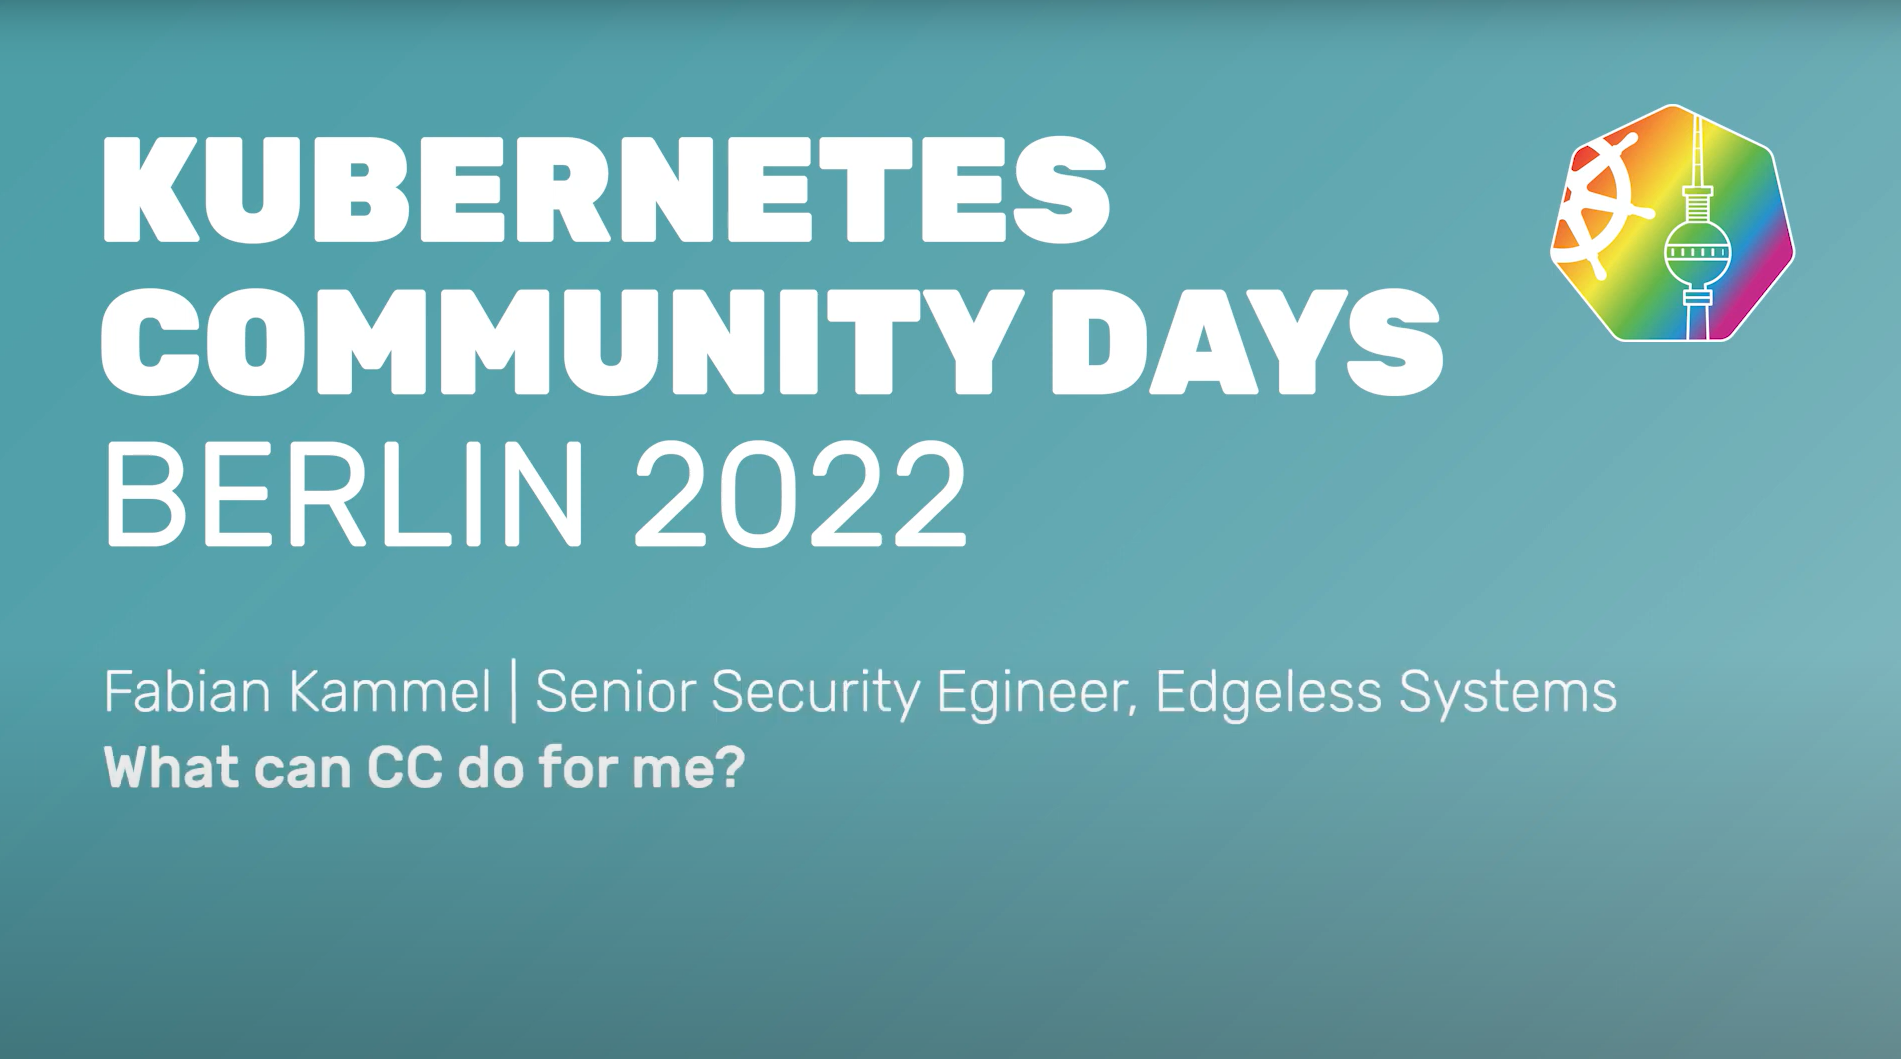 KUBERNETES
COMMUNITY DAYS
BERLIN 2022
Fabian Kammel | Senior Security Egineer, Edgeless Systems
What can CC do for me?